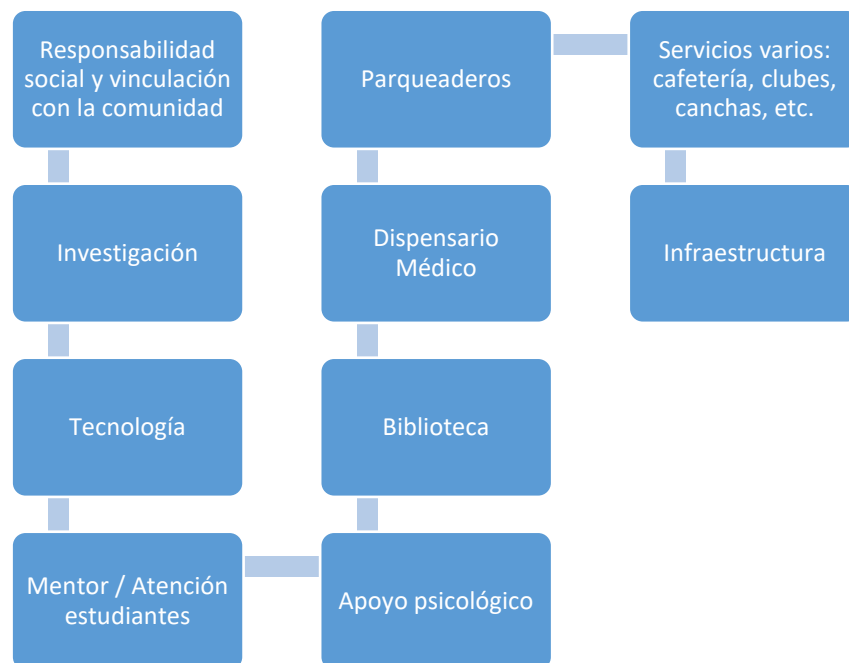 Responsabilidad
social y vinculación
con la comunidad
Investigación
Tecnología
Mentor / Atención
estudiantes
Apoyo psicológico
Biblioteca
Dispensario
Médico
Parqueaderos
Servicios varios:
cafetería, clubes,
canchas, etc.
Infraestructura